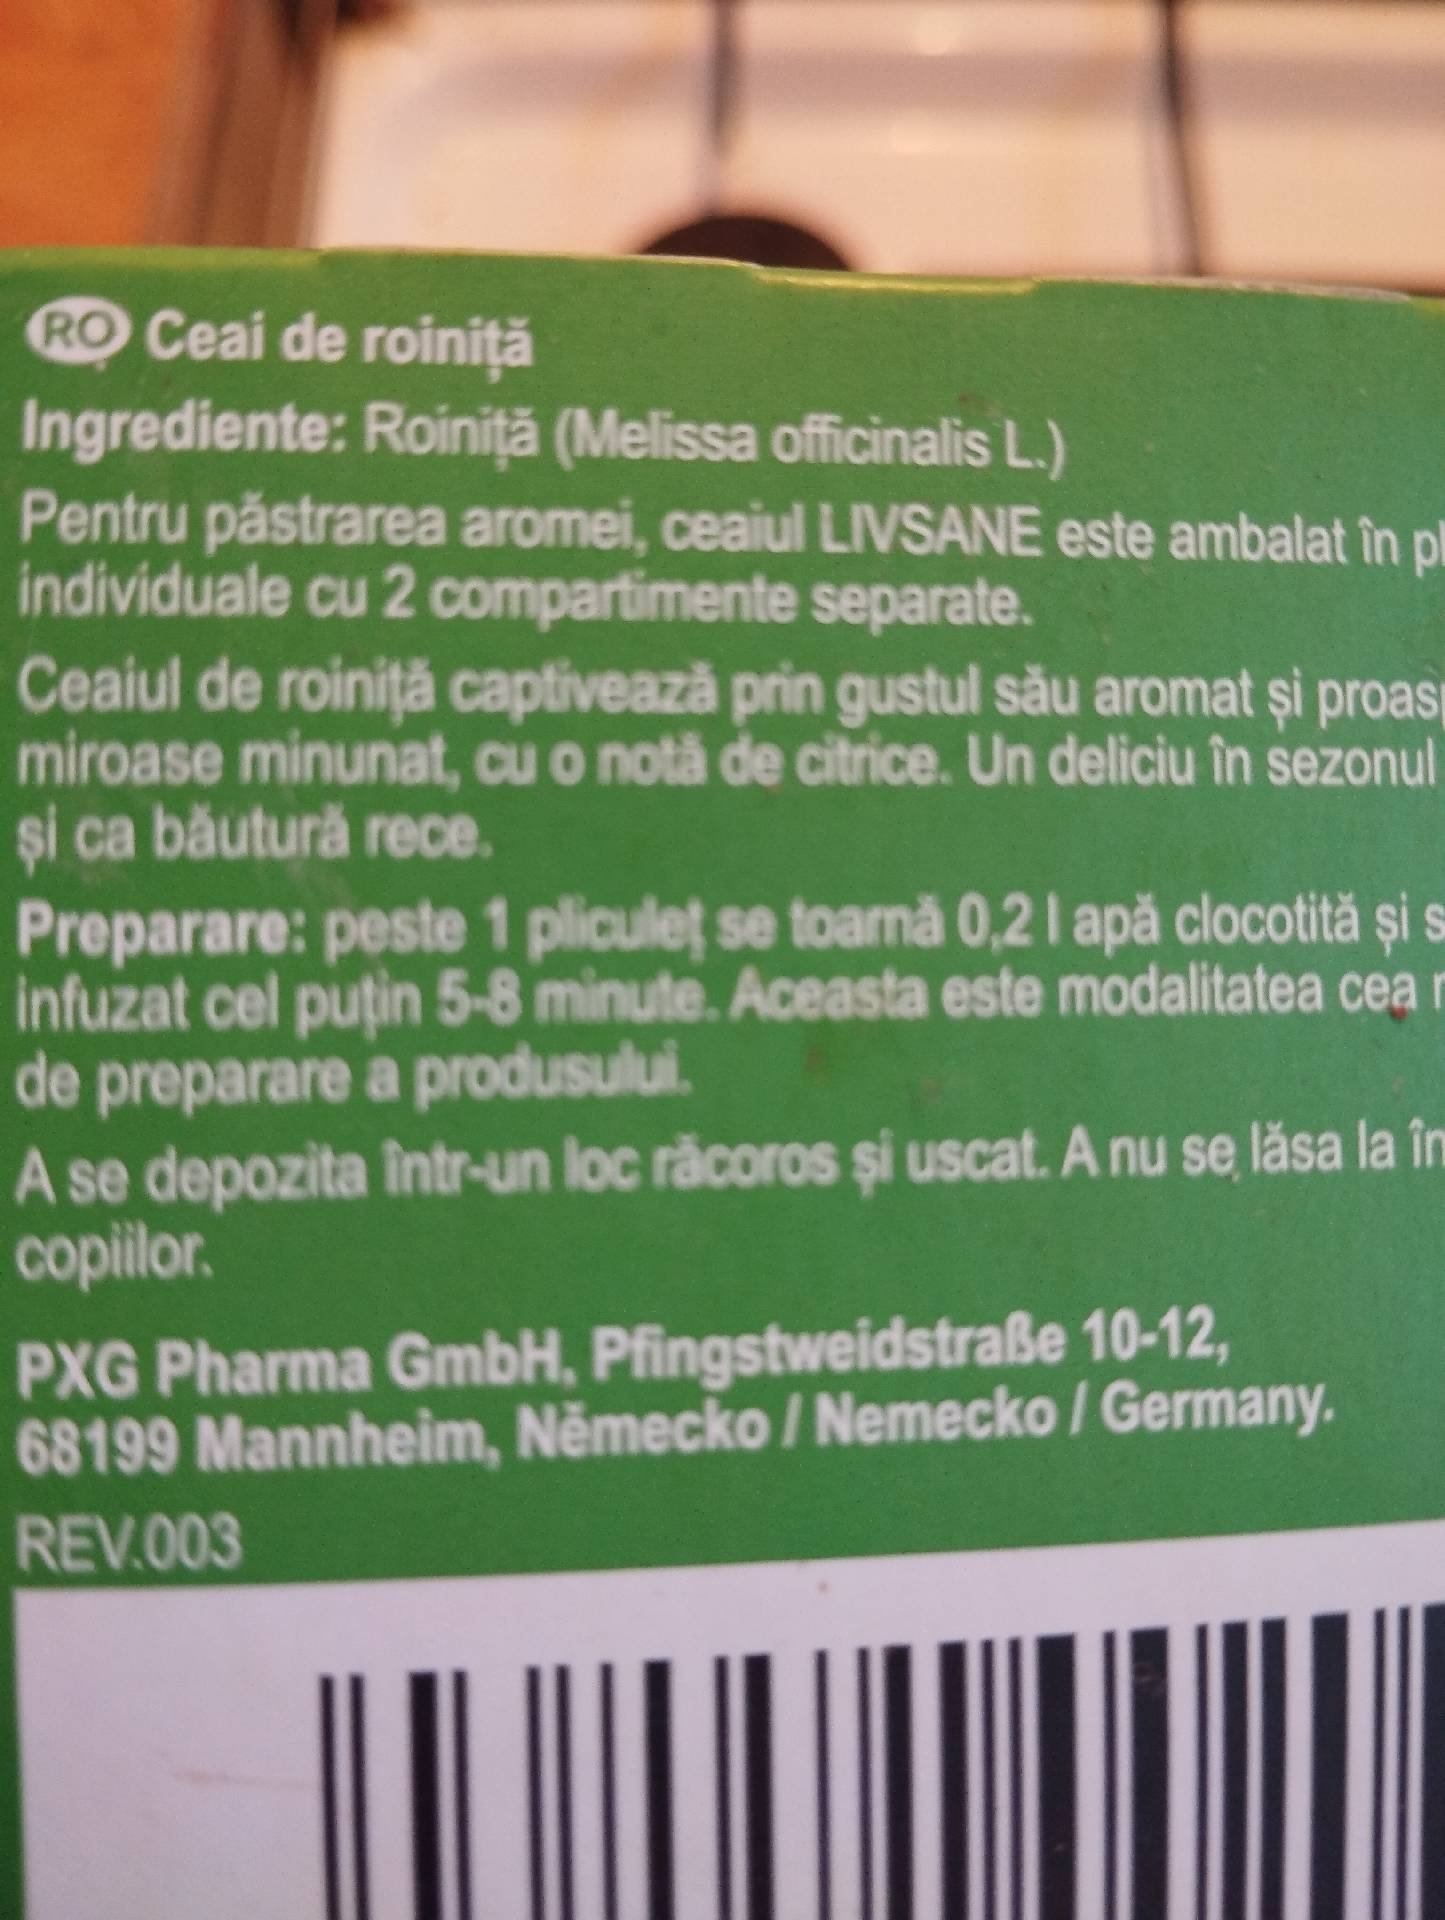 RO Ceai de roiniță
Ingrediente: Roiniță (Melissa officinalis L.)
Pentru păstrarea aromei, ceaiul LIVSANE este ambalat în pl
individuale cu 2 compartimente separate.
Ceaiul de roiniță captivează prin gustul său aromat și proas
miroase minunat, cu o notă de citrice. Un deliciu în sezonul
și ca băutură rece.
Preparare: peste 1 pliculeț se toarnă 0,2 l apă clocotită și s
infuzat cel puțin 5-8 minute. Aceasta este modalitatea cea
de preparare a produsului.
A se depozita într-un loc răcoros și uscat. A nu se lăsa la în
copiilor.
PXG Pharma GmbH, Pfingstweidstraße 10-12,
68199 Mannheim, Německo / Nemecko / Germany.
REV.003